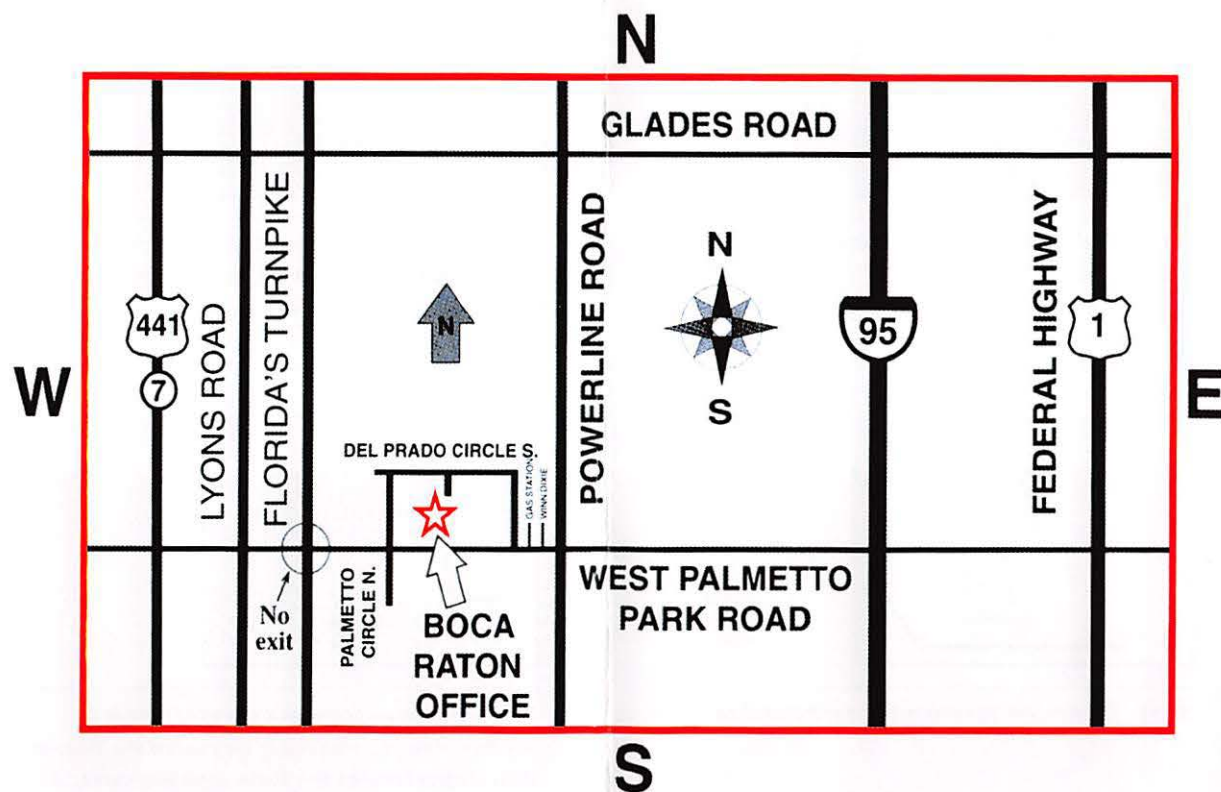 N
GLADES ROAD
W
441
7
LYONS ROAD
FLORIDA'S TURNPIKE
N
POWERLINE ROAD
N
S
95
FEDERAL HIGHWAY
1
E
DEL PRADO CIRCLE S.
GAS STATION
WINN DIXIE
No
exit
PALMETTO
CIRCLE N.
BOCA
RATON
OFFICE
WEST PALMETTO
PARK ROAD
S